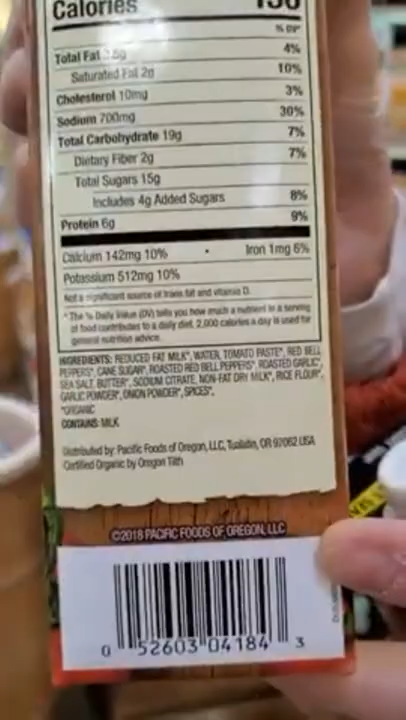 Calories 150
% DV*
Total Fat 3.5g 4%
Saturated Fat 2g 10%
Cholesterol 10mg 3%
Sodium 700mg 30%
Total Carbohydrate 19g 7%
Dietary Fiber 2g 7%
Total Sugars 15g
Includes 4g Added Sugars 8%
Protein 6g 9%
Calcium 142mg 10% • Iron 1mg 6%
Potassium 512mg 10%
Not a significant source of trans fat and vitamin D.
* The % Daily Value (DV) tells you how much a nutrient in a serving
of food contributes to a daily diet. 2,000 calories a day is used for
general nutrition advice.
INGREDIENTS: REDUCED FAT MILK*, WATER, TOMATO PASTE*, RED BELL
PEPPERS*, CANE SUGAR*, ROASTED RED BELL PEPPERS*, ROASTED GARLIC*,
SEA SALT, BUTTER*, SODIUM CITRATE, NON-FAT DRY MILK*, RICE FLOUR*,
GARLIC POWDER*, ONION POWDER*, SPICES*.
*ORGANIC
CONTAINS: MILK
Distributed by: Pacific Foods of Oregon, LLC, Tualatin, OR 97062 USA
Certified Organic by Oregon Tilth
©2018 PACIFIC FOODS OF OREGON, LLC
0 52603 04184 3